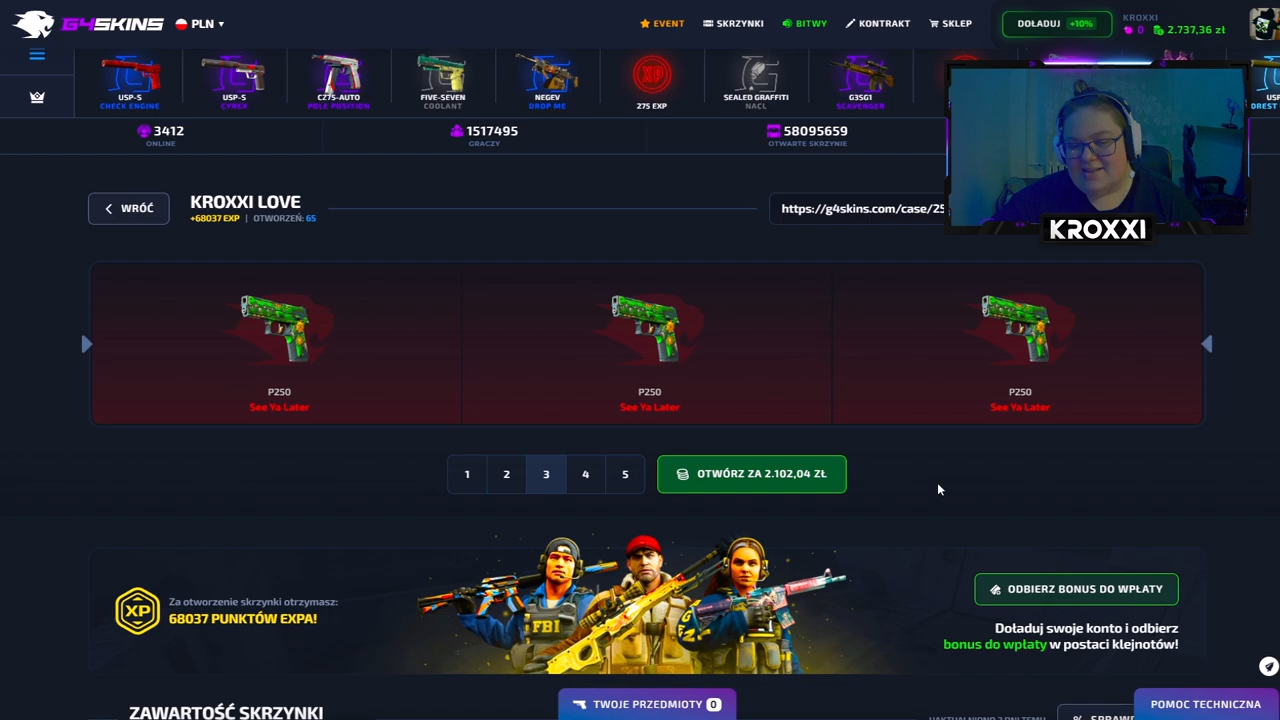 G4SKINS
PLN
EVENT
SKRZYNKI
BITWY
KONTRAKT
SKLEP
DOŁADUJ +10%
KROXXI
0 2.737,36 zł
USP-S
CHECK ENGINE
USP-S
CYREX
CZ75-AUTO
POLE POSITION
FIVE-SEVEN
COOLANT
NEGEV
DROP ME
XP
275 EXP
SEALED GRAFFITI
NACL
G3SG1
SCAVENGER
3412
ONLINE
1517495
GRACZY
58095659
OTWARTE SKRZYNIE
KROXXI
WRÓĆ
KROXXI LOVE
+68037 EXP | OTWORZEŃ: 65
https://g4skins.com/case/25
P250
See Ya Later
P250
See Ya Later
P250
See Ya Later
1 2 3 4 5
OTWÓRZ ZA 2.102,04 ZŁ
XP
Za otworzenie skrzynki otrzymasz:
68037 PUNKTÓW EXPA!
FBI
ODBIERZ BONUS DO WPŁATY
Doładuj swoje konto i odbierz
bonus do wpłaty w postaci klejnotów!
ZAWARTOŚĆ SKRZYNKI
TWOJE PRZEDMIOTY 0
POMOC TECHNICZNA